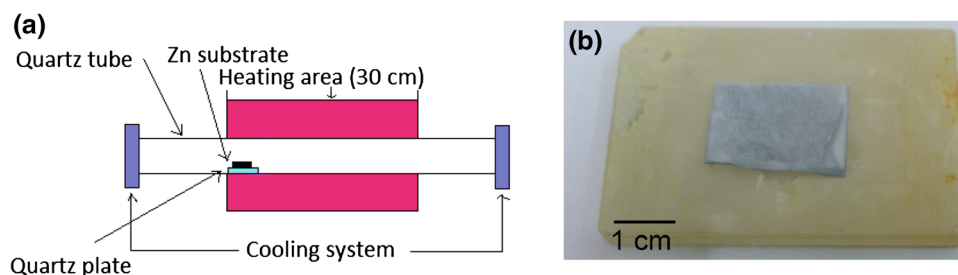 (a)
Zn substrate
Quartz tube
Heating area (30 cm)
Cooling system
Quartz plate
(b)
1 cm